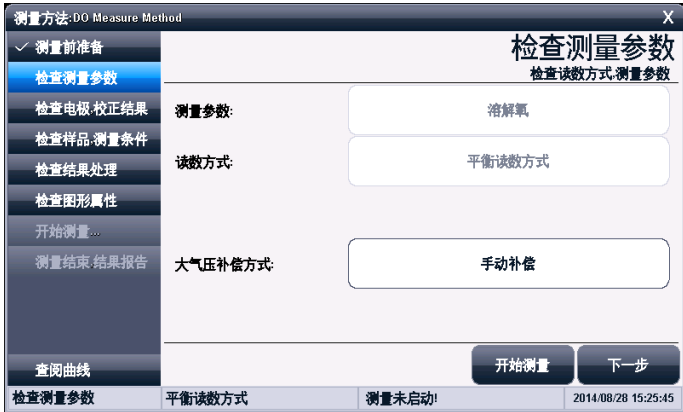 测量方法:DO Measure Method X
✓ 测量前准备
检查测量参数
检查电极.校正结果
检查样品.测量条件
检查结果处理
检查图形属性
开始测量...
测量结束.结果报告
查阅曲线
检查测量参数
检查读数方式.测量参数
测量参数: 溶解氧
读数方式: 平衡读数方式
大气压补偿方式: 手动补偿
开始测量 下一步
检查测量参数 平衡读数方式 测量未启动! 2014/08/28 15:25:45